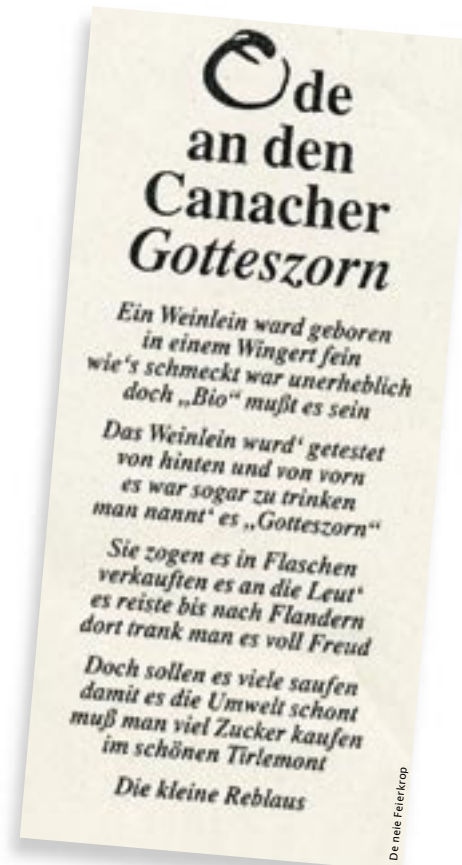 Ode
an den
Canacher
Gotteszorn
Ein Weinlein ward geboren
in einem Wingert fein
wie's schmeckt war unerheblich
doch „Bio“ mußt es sein
Das Weinlein wurd' getestet
von hinten und von vorn
es war sogar zu trinken
man nannt' es „Gotteszorn“
Sie zogen es in Flaschen
verkauften es an die Leut'
es reiste bis nach Flandern
dort trank man es voll Freud
Doch sollen es viele saufen
damit es die Umwelt schont
muß man viel Zucker kaufen
im schönen Tirlemont
Die kleine Reblaus
De neie Feierkrop